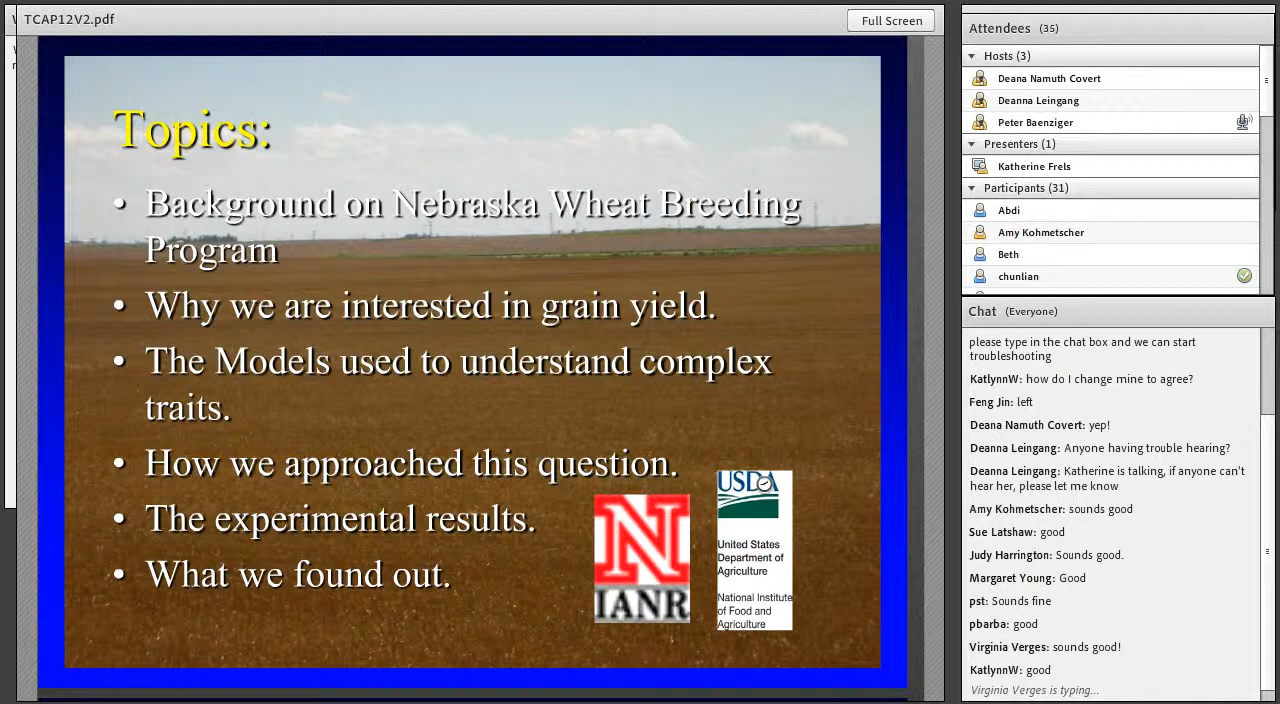 TCAP12V2.pdf
Full Screen
Topics:
• Background on Nebraska Wheat Breeding
Program
• Why we are interested in grain yield.
• The Models used to understand complex
traits.
• How we approached this question.
• The experimental results.
• What we found out.
N
IANR
USDA
United States
Department of
Agriculture
National Institute
of Food and
Agriculture
Attendees (35)
Hosts (3)
Deana Namuth Covert
Deanna Leingang
Peter Baenziger
Presenters (1)
Katherine Frels
Participants (31)
Abdi
Amy Kohmetscher
Beth
chunlian
Chat (Everyone)
please type in the chat box and we can start
troubleshooting
KatlynnW: how do I change mine to agree?
Feng Jin: left
Deana Namuth Covert: yep!
Deanna Leingang: Anyone having trouble hearing?
Deanna Leingang: Katherine is talking, if anyone can't
hear her, please let me know
Amy Kohmetscher: sounds good
Sue Latshaw: good
Judy Harrington: Sounds good.
Margaret Young: Good
pst: Sounds fine
pbarba: good
Virginia Verges: sounds good!
KatlynnW: good
Virginia Verges is typing...